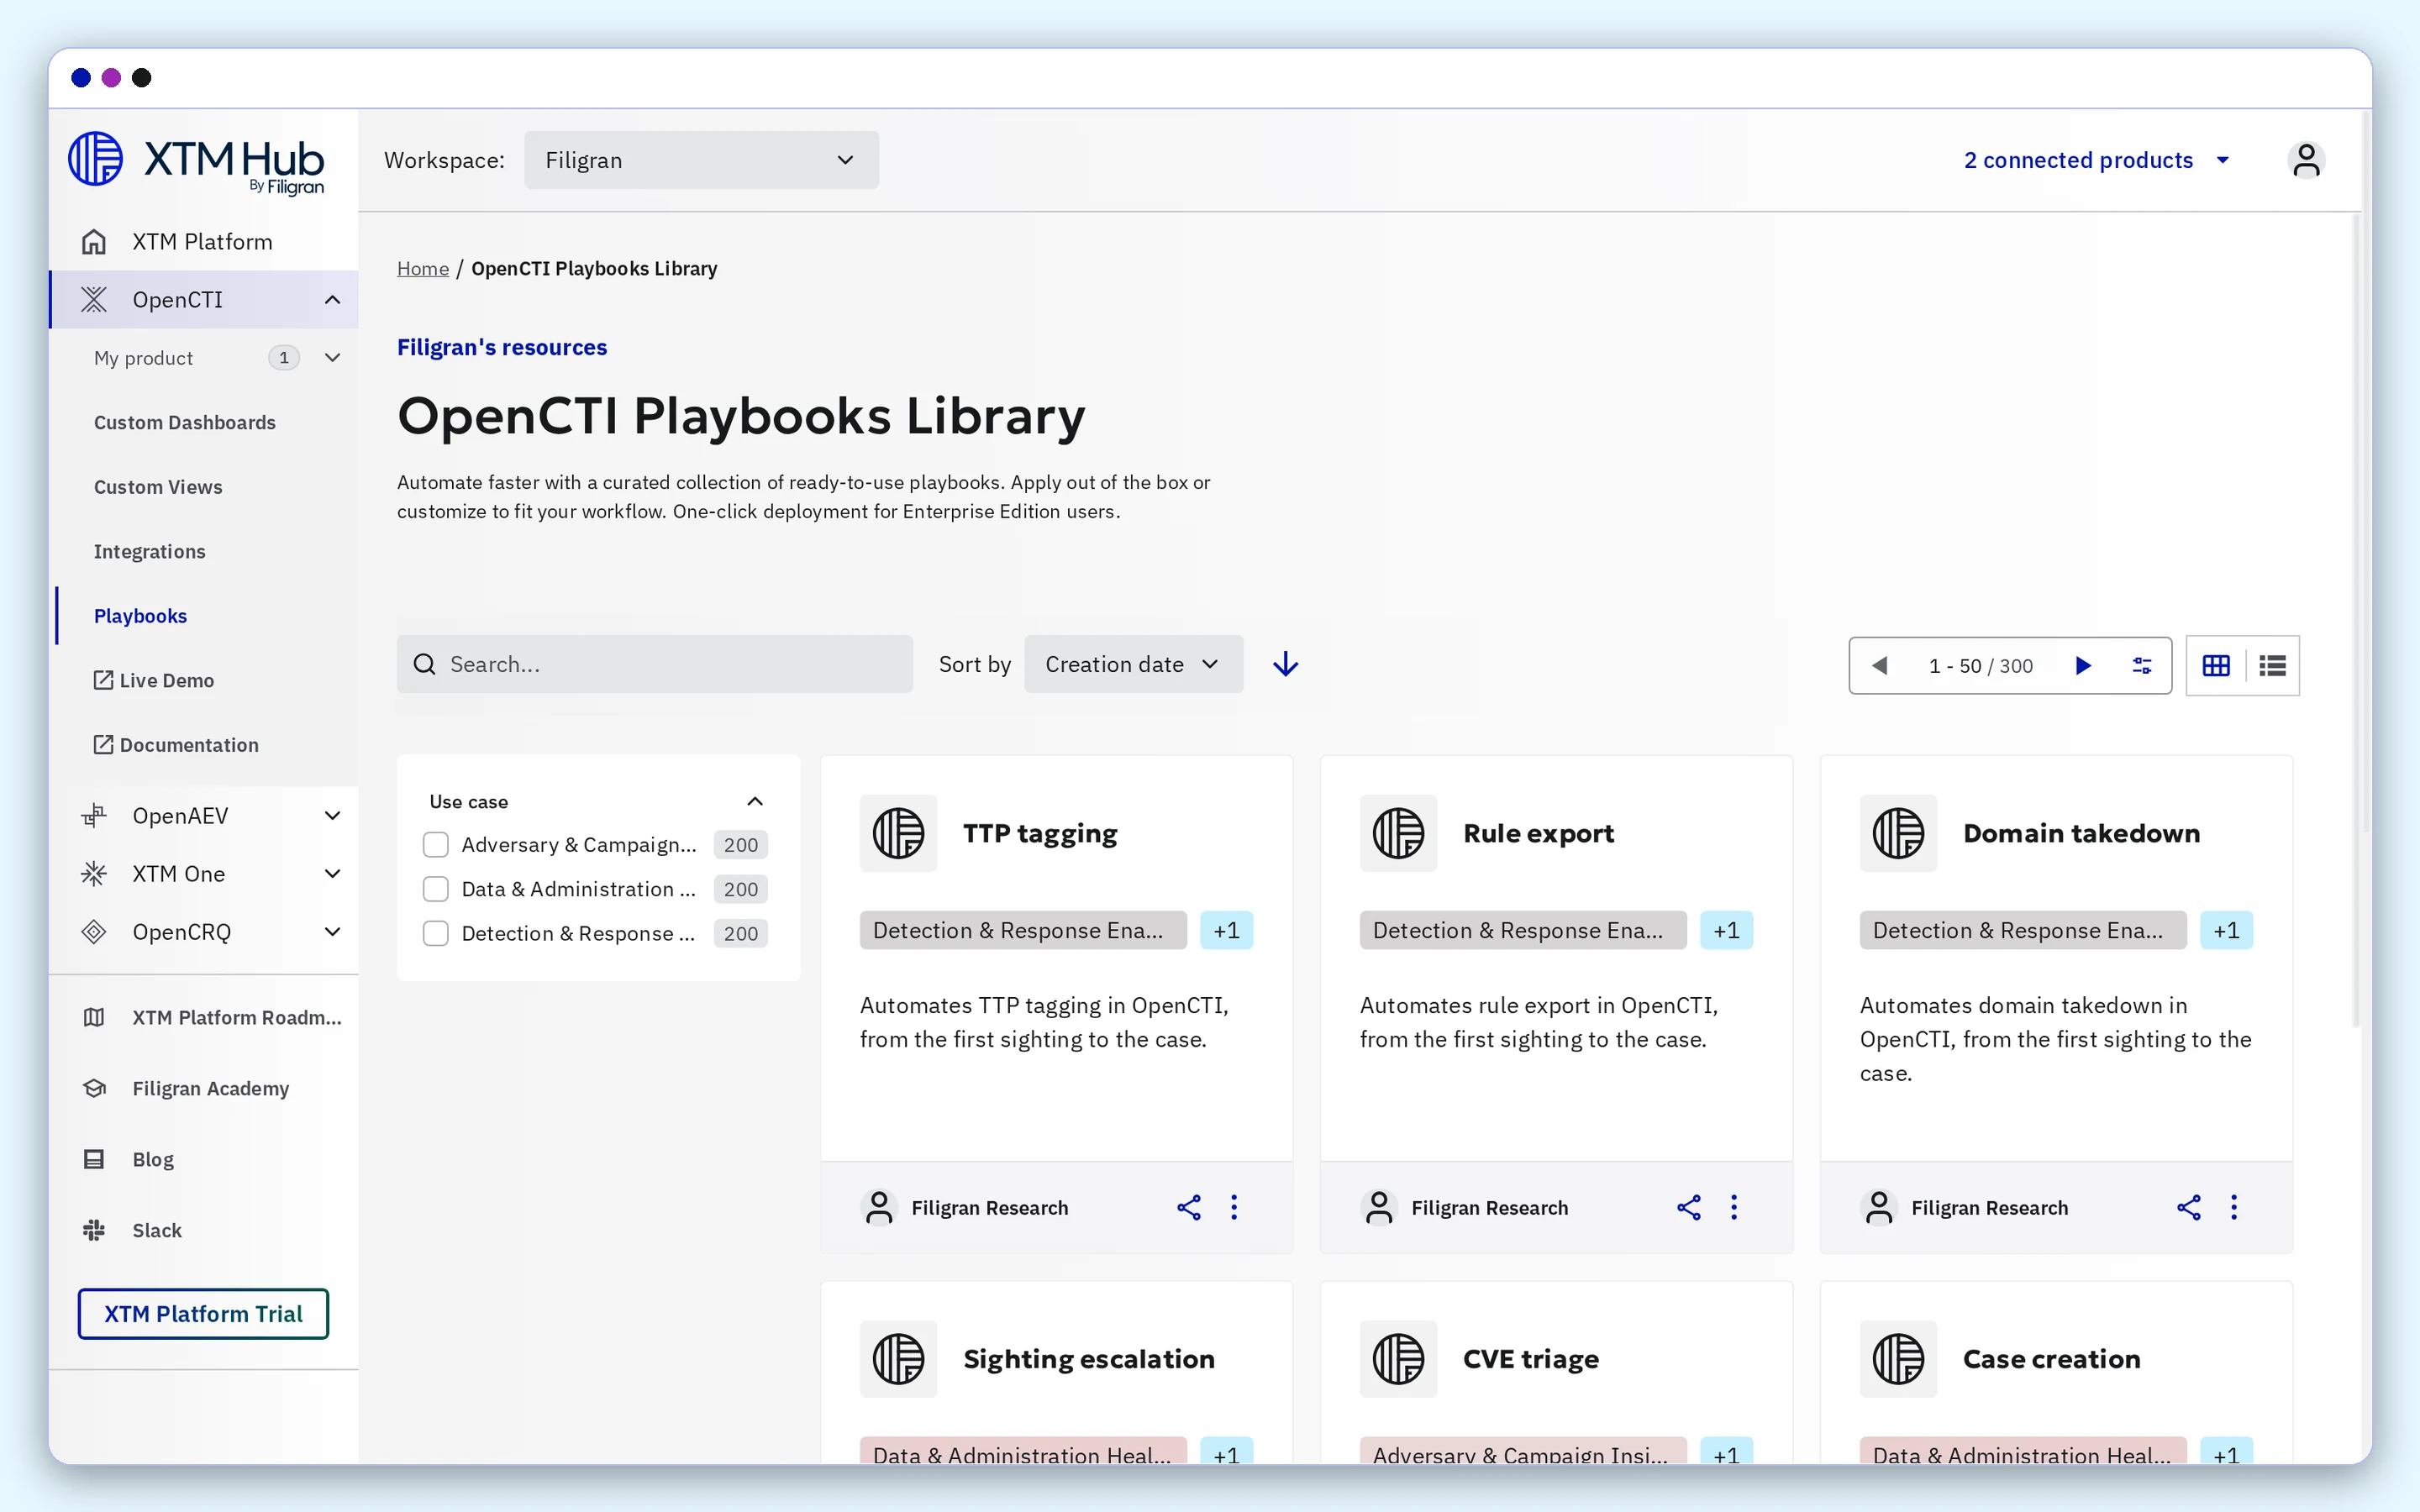 XTM Hub
By Filigran
Workspace:
Filigran
2 connected products
XTM Platform
OpenCTI
My product
1
Custom Dashboards
Custom Views
Integrations
Playbooks
Live Demo
Documentation
OpenAEV
XTM One
OpenCRQ
XTM Platform Roadm...
Filigran Academy
Blog
Slack
XTM Platform Trial
Home / OpenCTI Playbooks Library
Filigran's resources
OpenCTI Playbooks Library
Automate faster with a curated collection of ready-to-use playbooks. Apply out of the box or
customize to fit your workflow. One-click deployment for Enterprise Edition users.
Search...
Sort by
Creation date
1 - 50 / 300
Use case
Adversary & Campaign... 200
Data & Administration ... 200
Detection & Response ... 200
TTP tagging
Detection & Response Ena... +1
Automates TTP tagging in OpenCTI,
from the first sighting to the case.
Filigran Research
Rule export
Detection & Response Ena... +1
Automates rule export in OpenCTI,
from the first sighting to the case.
Filigran Research
Domain takedown
Detection & Response Ena... +1
Automates domain takedown in
OpenCTI, from the first sighting to the
case.
Filigran Research
Sighting escalation
Data & Administration Heal... +1
CVE triage
Adversary & Campaign Insi... +1
Case creation
Data & Administration Heal... +1